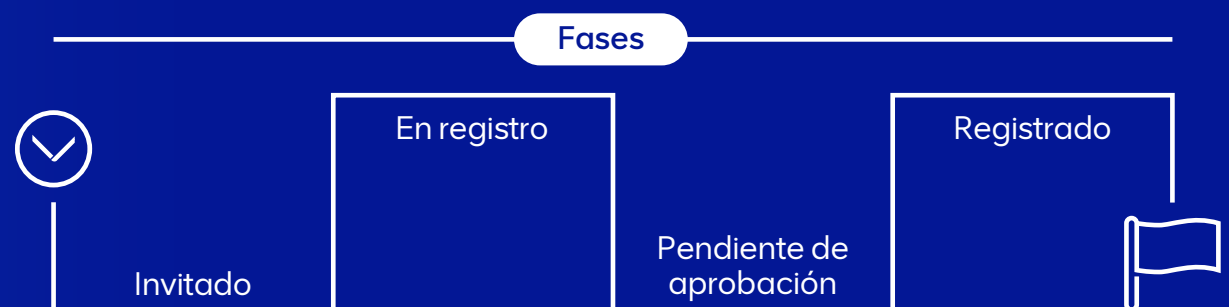 Fases
En registro
Registrado
Invitado
Pendiente de
aprobación